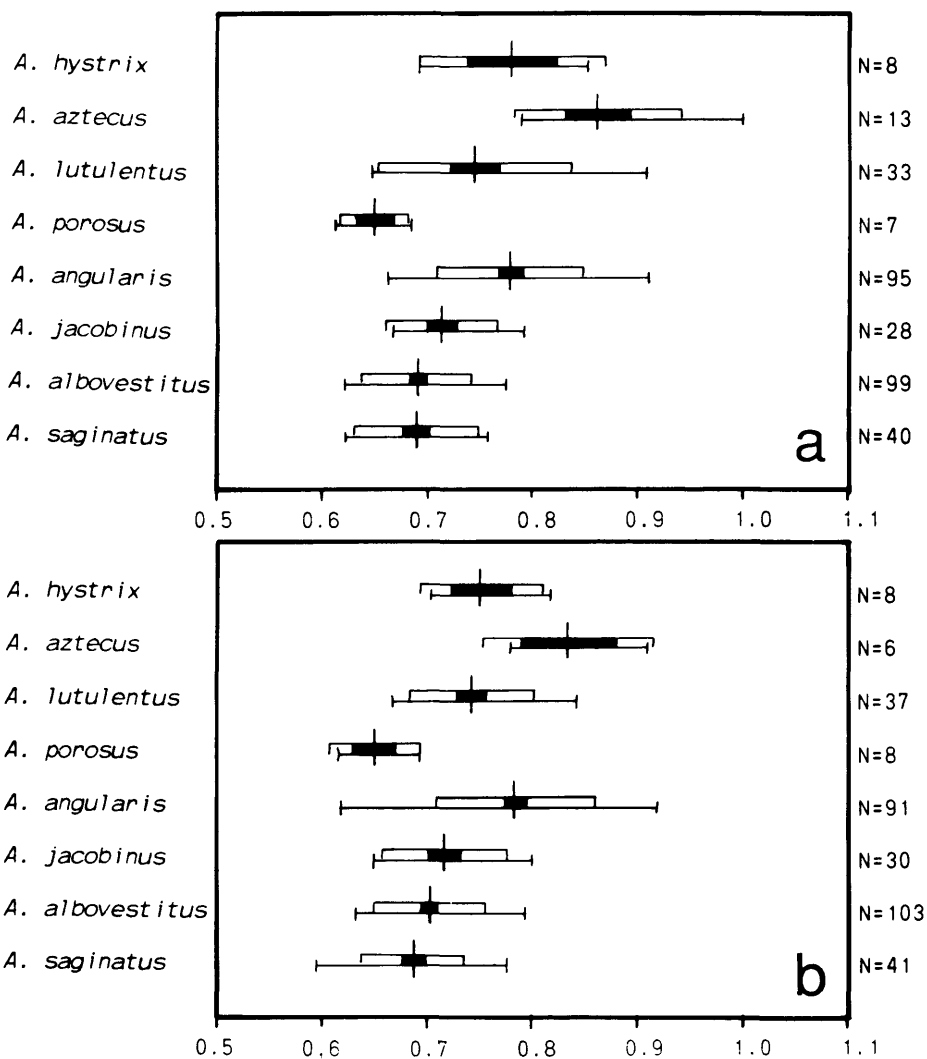 A. hystrix N=8
A. aztecus N=13
A. lutulentus N=33
A. porosus N=7
A. angularis N=95
A. jacobinus N=28
A. albovestitus N=99
A. saginatus N=40
a
0.5 0.6 0.7 0.8 0.9 1.0 1.1
A. hystrix N=8
A. aztecus N=6
A. lutulentus N=37
A. porosus N=8
A. angularis N=91
A. jacobinus N=30
A. albovestitus N=103
A. saginatus N=41
b
0.5 0.6 0.7 0.8 0.9 1.0 1.1